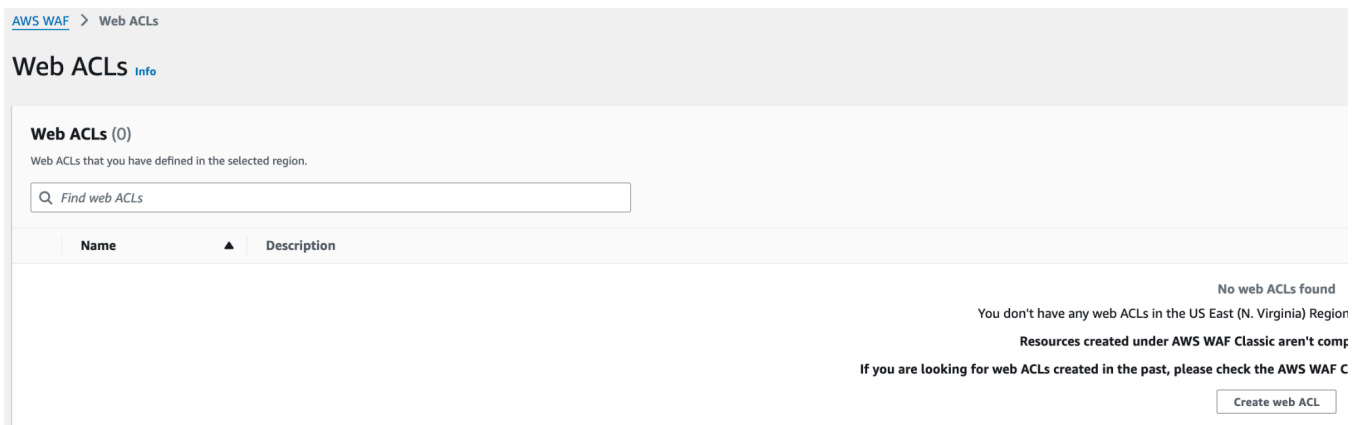 AWS WAF > Web ACLs
Web ACLs Info
Web ACLs (0)
Web ACLs that you have defined in the selected region.
Find web ACLs
Name Description
No web ACLs found
You don't have any web ACLs in the US East (N. Virginia) Region
Resources created under AWS WAF Classic aren't comp
If you are looking for web ACLs created in the past, please check the AWS WAF C
Create web ACL